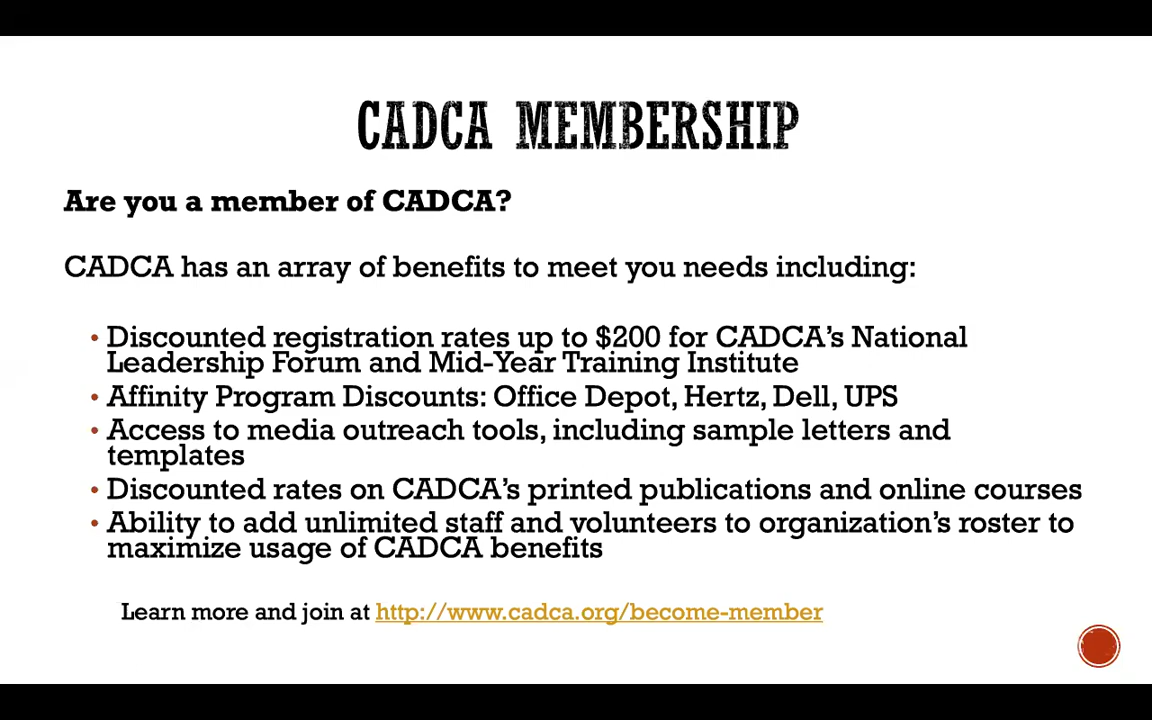 CADCA MEMBERSHIP
Are you a member of CADCA?
CADCA has an array of benefits to meet you needs including:
• Discounted registration rates up to $200 for CADCA’s National
Leadership Forum and Mid-Year Training Institute
• Affinity Program Discounts: Office Depot, Hertz, Dell, UPS
• Access to media outreach tools, including sample letters and
templates
• Discounted rates on CADCA’s printed publications and online courses
• Ability to add unlimited staff and volunteers to organization’s roster to
maximize usage of CADCA benefits
Learn more and join at http://www.cadca.org/become-member